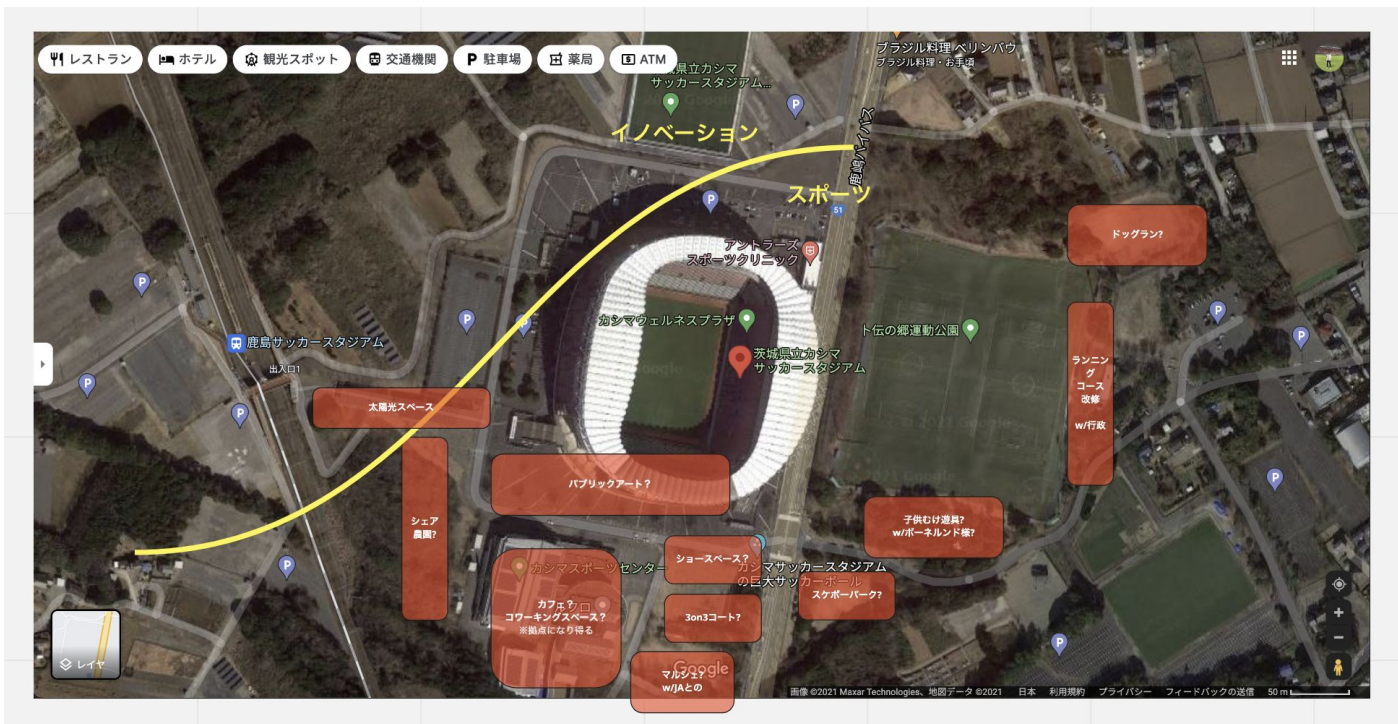 レストラン
ホテル
観光スポット
交通機関
P 駐車場
薬局
ATM
ブラジル料理 ベリンバウ
ブラジル料理・お手頃
県立カシマ
サッカースタジアム...
P
イノベーション
鹿嶋バイパス
スポーツ
P
51
ドッグラン?
アントラーズ
スポーツクリニック
P
P
P
P
P
カシマウェルネスプラザ
ト伝の郷運動公園
鹿島サッカースタジアム
出入口1
茨城県立カシマ
サッカースタジアム
Google
ランニン
グ
コース
改修
w/行政
P
P
太陽光スペース
パブリックアート?
P
シェア
農園?
子供むけ遊具?
w/ボーネルンド様?
ショースペース?
カシマスポーツセンター
カシマサッカースタジアム
の巨大サッカーボール
P
スケボーパーク?
カフェ?
コワーキングスペース?
※拠点になり得る
3on3コート?
P
レイヤ
Google
マルシェ?
w/JAとの
画像 ©2021 Maxar Technologies、地図データ ©2021 日本 利用規約 プライバシー フィードバックの送信 50 m